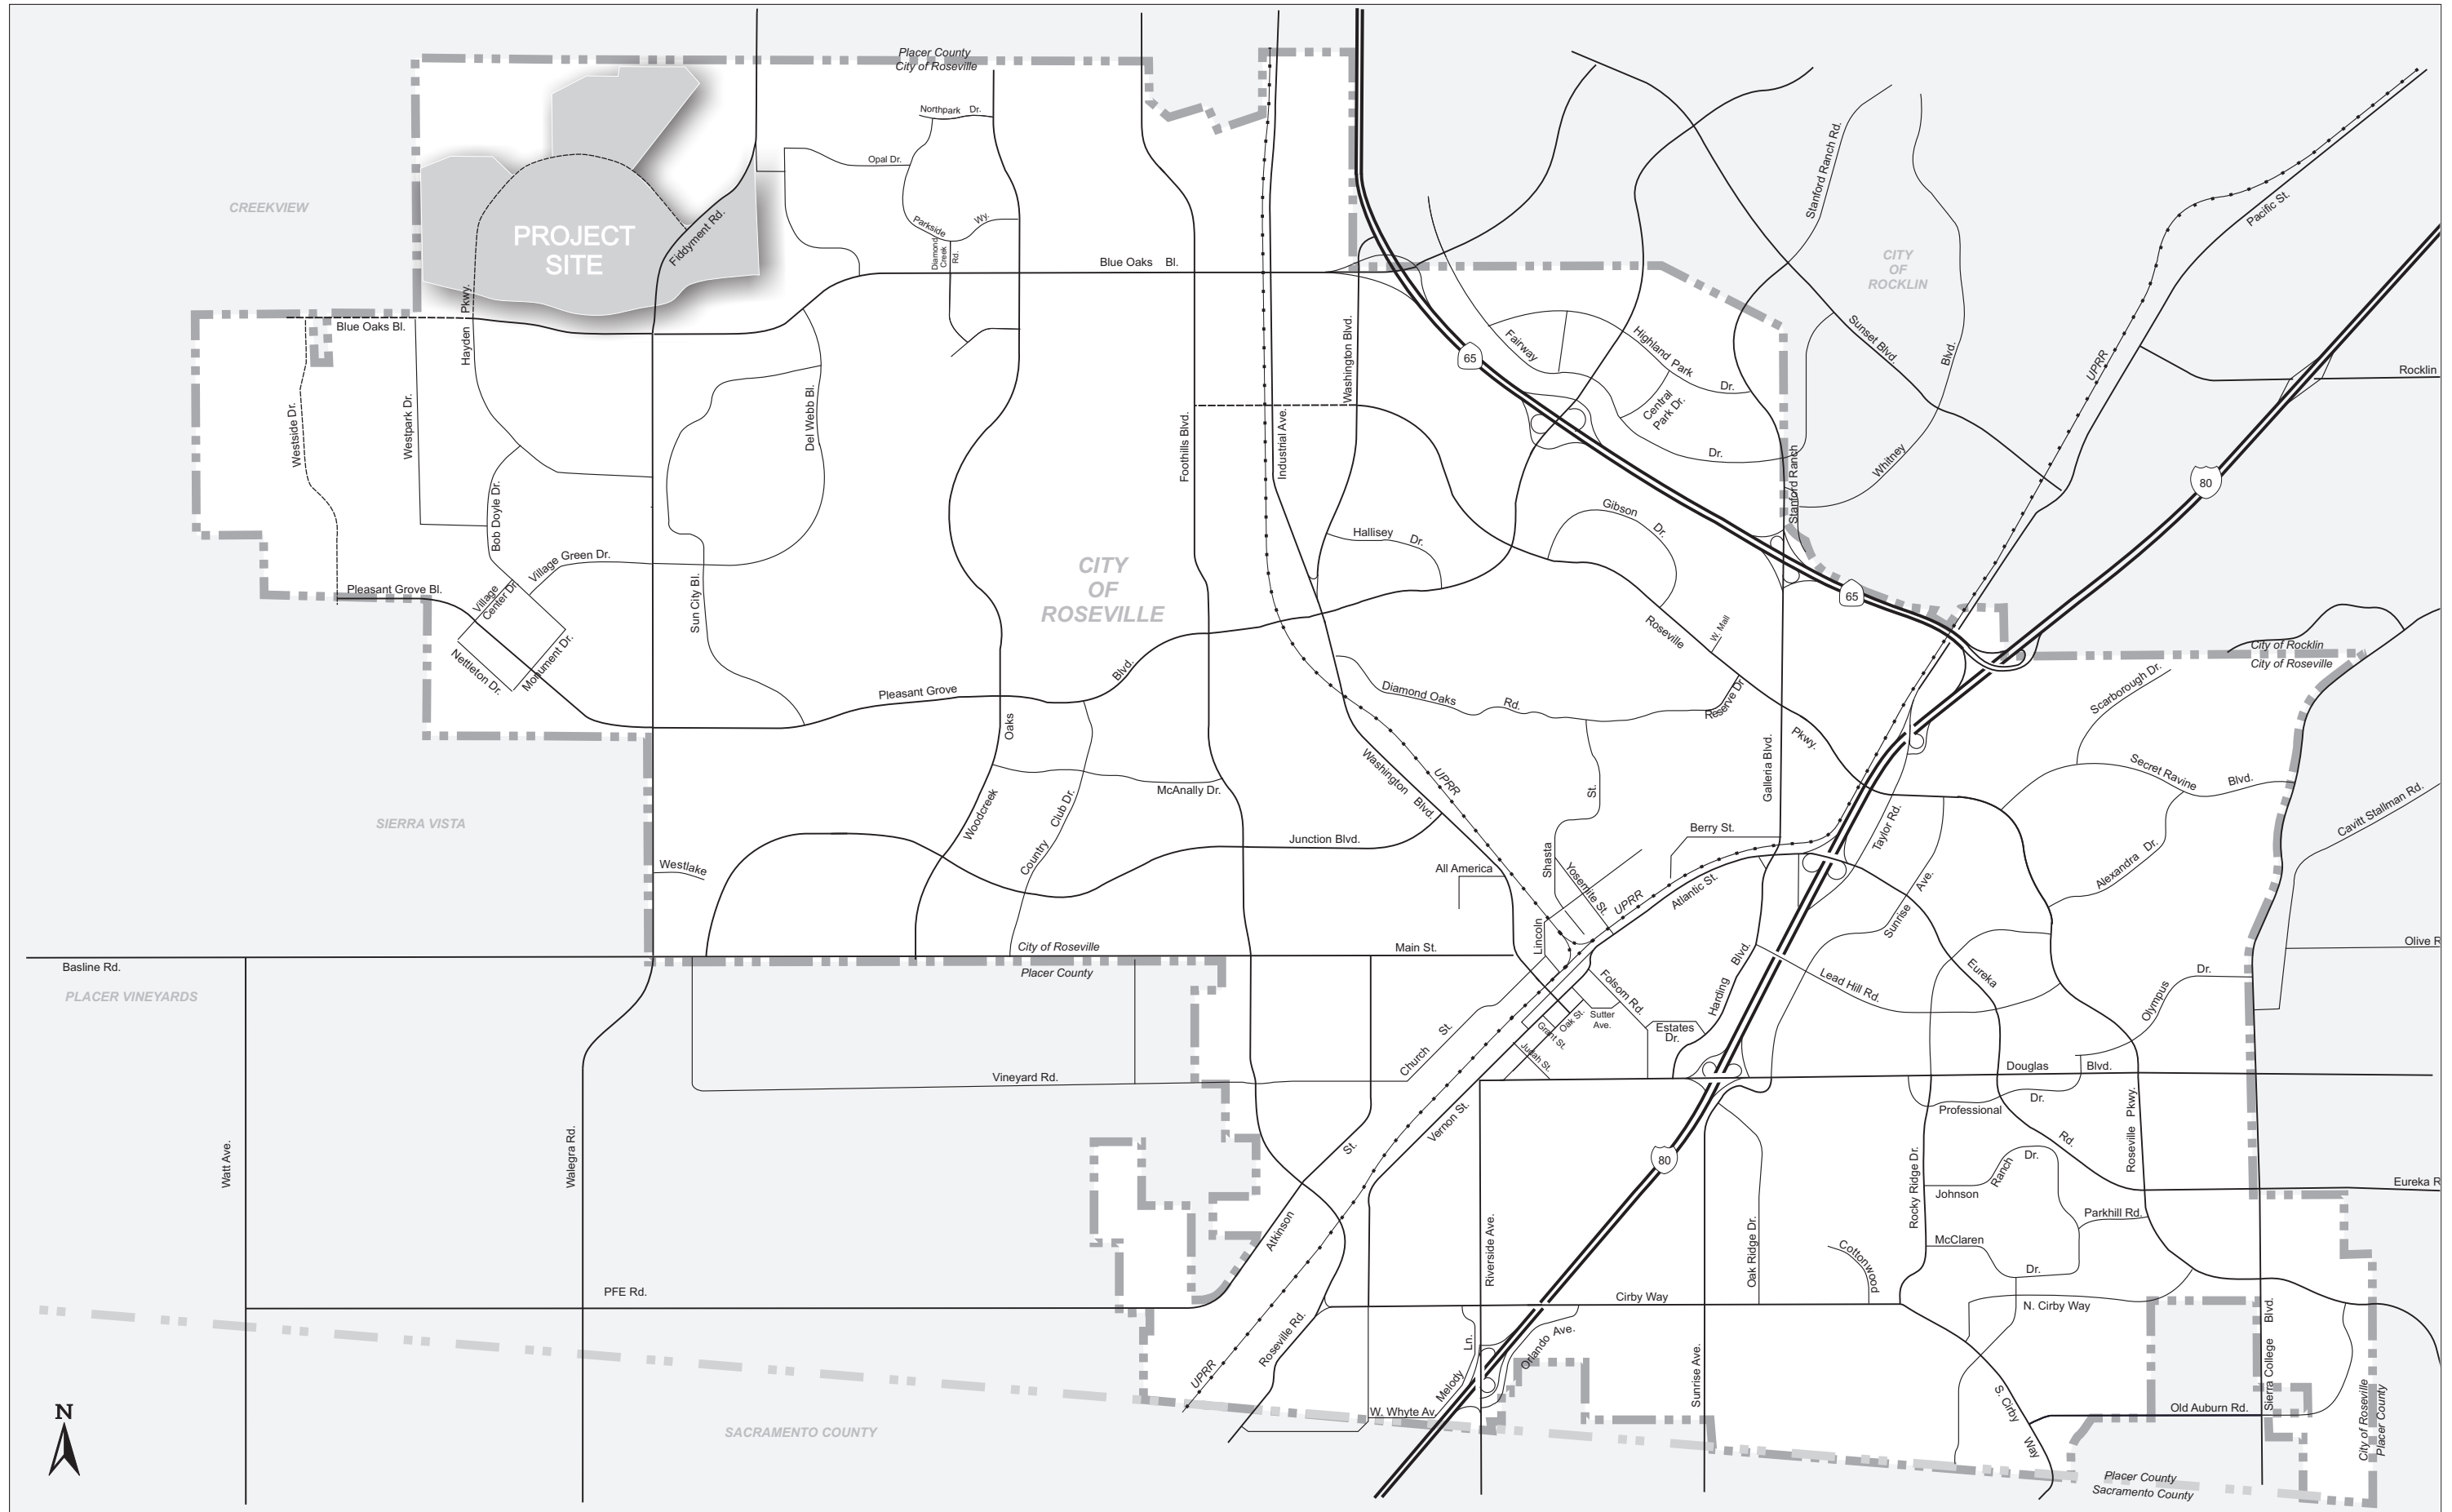 Placer County
City of Roseville
Northpark Dr.
Opal Dr.
Parkside Wy.
Diamond
Creek
Rd.
CREEKVIEW
PROJECT
SITE
Fiddyment Rd.
Hayden Pkwy.
Blue Oaks Bl.
Blue Oaks Bl.
Stanford Ranch Rd.
CITY
OF
ROCKLIN
Pacific St.
UPRR
Sunset Blvd.
Whitney Blvd.
Rocklin
65
Fairway Dr.
Highland Park Dr.
Central
Park Dr.
Stanford Ranch
80
Westside Dr.
Westpark Dr.
Bob Doyle Dr.
Del Webb Bl.
Foothills Blvd.
Industrial Ave.
Washington Blvd.
Hallisey Dr.
Gibson Dr.
Village Green Dr.
Village
Center Dr.
Pleasant Grove Bl.
Nettleton Dr.
Monument Dr.
Sun City Bl.
CITY
OF
ROSEVILLE
65
Roseville Pkwy.
W. Mall
City of Rocklin
City of Roseville
Scarborough Dr.
Pleasant Grove Blvd.
Diamond Oaks Rd.
Reserve Dr
Woodcreek Oaks
Country Club Dr.
McAnally Dr.
Washington Blvd.
UPRR
Galleria Blvd.
Secret Ravine Blvd.
Cavitt Stallman Rd.
SIERRA VISTA
Westlake
Junction Blvd.
All America
Shasta St.
Yosemite St.
Berry St.
UPRR
Atlantic St.
Taylor Rd.
Sunrise Ave.
Alexandra Dr.
Lincoln
City of Roseville
Placer County
Main St.
Basline Rd.
PLACER VINEYARDS
Folsom Rd.
Harding Blvd.
Lead Hill Rd.
Eureka Rd.
Olive R
Olympus Dr.
Sutter
Ave.
Oak St.
Grant St.
Judah St.
Estates
Dr.
Church St.
Vineyard Rd.
Vernon St.
Douglas Blvd.
Professional Dr.
Watt Ave.
Walegra Rd.
Atkinson St.
80
Riverside Ave.
Oak Ridge Dr.
Rocky Ridge Dr.
Roseville Pkwy.
Johnson Ranch Dr.
Eureka R
Parkhill Rd.
McClaren Dr.
Cottonwood
PFE Rd.
Cirby Way
N. Cirby Way
Roseville Rd.
UPRR
Melody Ln.
Orlando Ave.
Sunrise Ave.
S. Cirby Way
W. Whyte Av.
Old Auburn Rd.
Sierra College Blvd.
City of Roseville
Placer County
SACRAMENTO COUNTY
N
Placer County
Sacramento County